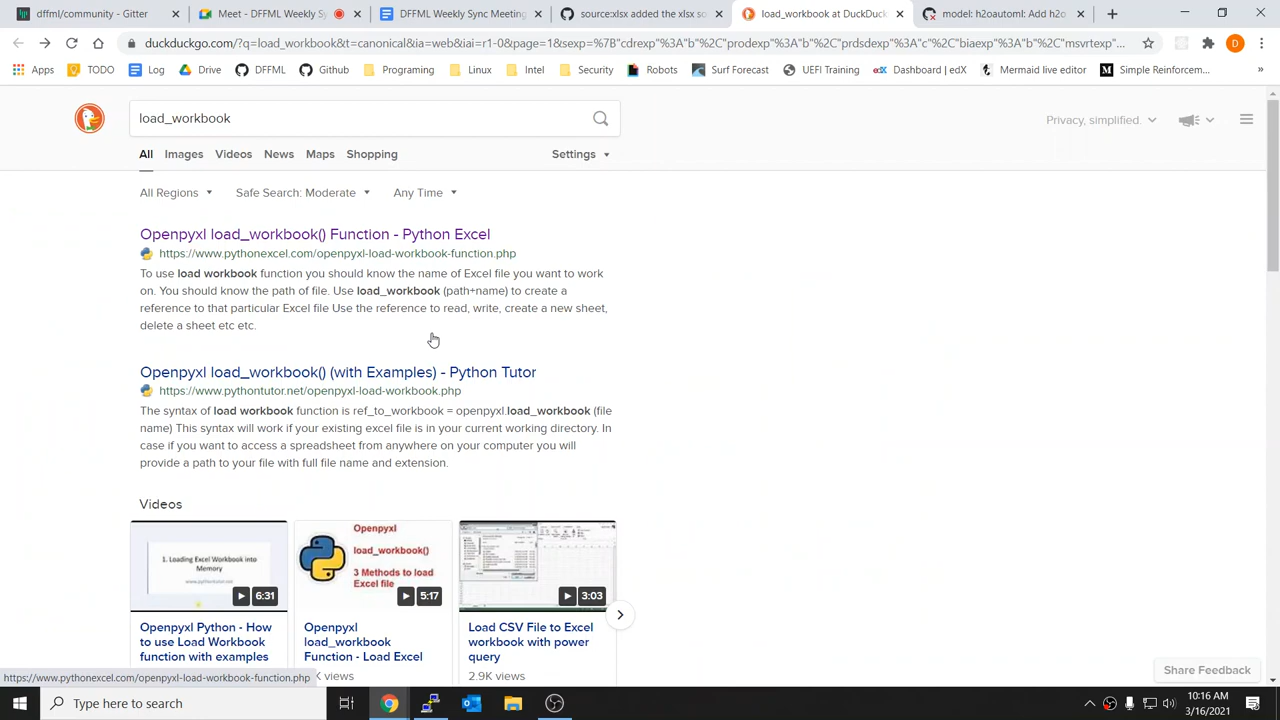 dffml/community - Gitter
Meet - DFFML Weekly Sy
DFFML Weekly Sync Meeting
source:xlsx added the xlsx so
load_workbook at DuckDuc
model: h2oautoml: Add h2o
duckduckgo.com/?q=load_workbook&t=canonical&ia=web&iai=r1-0&page=1&sexp=%7B"cdrexp"%3A"b"%2C"prodexp"%3A"b"%2C"prdsdexp"%3A"c"%2C"biaexp"%3A"b"%2C"msvrtexp...
D
Apps
TODO
Log
Drive
DFFML
Github
Programing
Linux
Intel
Security
Robots
Surf Forecast
UEFI Training
edX
Dashboard | edX
Mermaid live editor
M
Simple Reinforcem...
»
load_workbook
Privacy, simplified.
All
Images
Videos
News
Maps
Shopping
Settings
All Regions
Safe Search: Moderate
Any Time
Openpyxl load_workbook() Function - Python Excel
https://www.pythonexcel.com/openpyxl-load-workbook-function.php
To use load workbook function you should know the name of Excel file you want to work
on. You should know the path of file. Use load_workbook (path+name) to create a
reference to that particular Excel file Use the reference to read, write, create a new sheet,
delete a sheet etc etc.
Openpyxl load_workbook() (with Examples) - Python Tutor
https://www.pythontutor.net/openpyxl-load-workbook.php
The syntax of load workbook function is ref_to_workbook = openpyxl.load_workbook (file
name) This syntax will work if your existing excel file is in your current working directory. In
case if you want to access a spreadsheet from anywhere on your computer you will
provide a path to your file with full file name and extension.
Videos
1. Loading Excel Workbook into
Memory
www.pythontutor.com
6:31
Openpyxl
load_workbook()
3 Methods to load
Excel file
5:17
3:03
Openpyxl Python - How
to use Load Workbook
function with examples
Openpyxl
load_workbook
Function - Load Excel
K views
Load CSV File to Excel
workbook with power
query
2.9K views
https://www.pythonexcel.com/openpyxl-load-workbook-function.php
Share Feedback
Type here to search
10:16 AM
3/16/2021